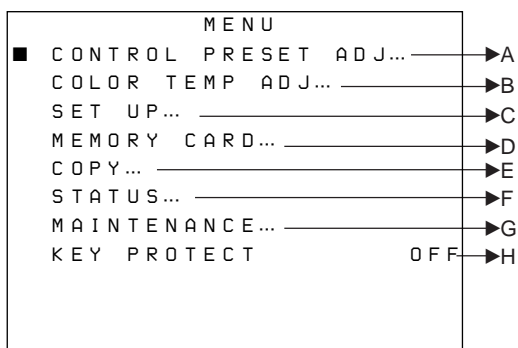 MENU
■ CONTROL PRESET ADJ… A
COLOR TEMP ADJ… B
SET UP… C
MEMORY CARD… D
COPY… E
STATUS… F
MAINTENANCE… G
KEY PROTECT OFF H